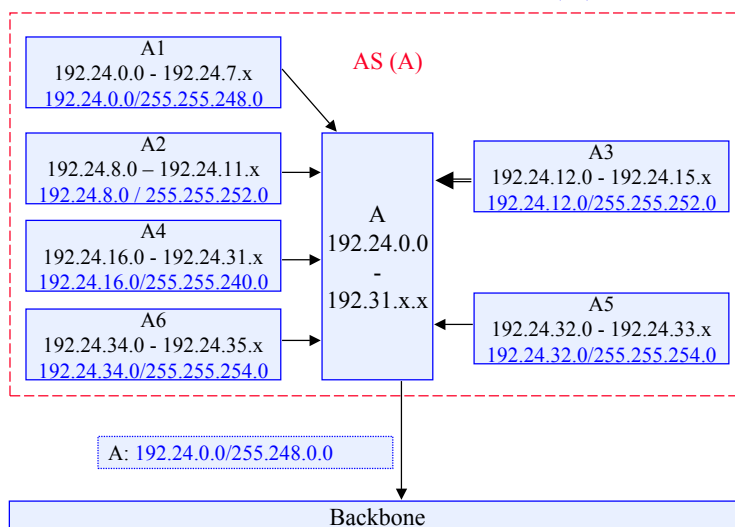 A1
192.24.0.0 - 192.24.7.x
192.24.0.0/255.255.248.0
AS (A)
A2
192.24.8.0 – 192.24.11.x
192.24.8.0 / 255.255.252.0
A3
192.24.12.0 - 192.24.15.x
192.24.12.0/255.255.252.0
A
192.24.0.0
-
192.31.x.x
A4
192.24.16.0 - 192.24.31.x
192.24.16.0/255.255.240.0
A5
192.24.32.0 - 192.24.33.x
192.24.32.0/255.255.254.0
A6
192.24.34.0 - 192.24.35.x
192.24.34.0/255.255.254.0
A: 192.24.0.0/255.248.0.0
Backbone